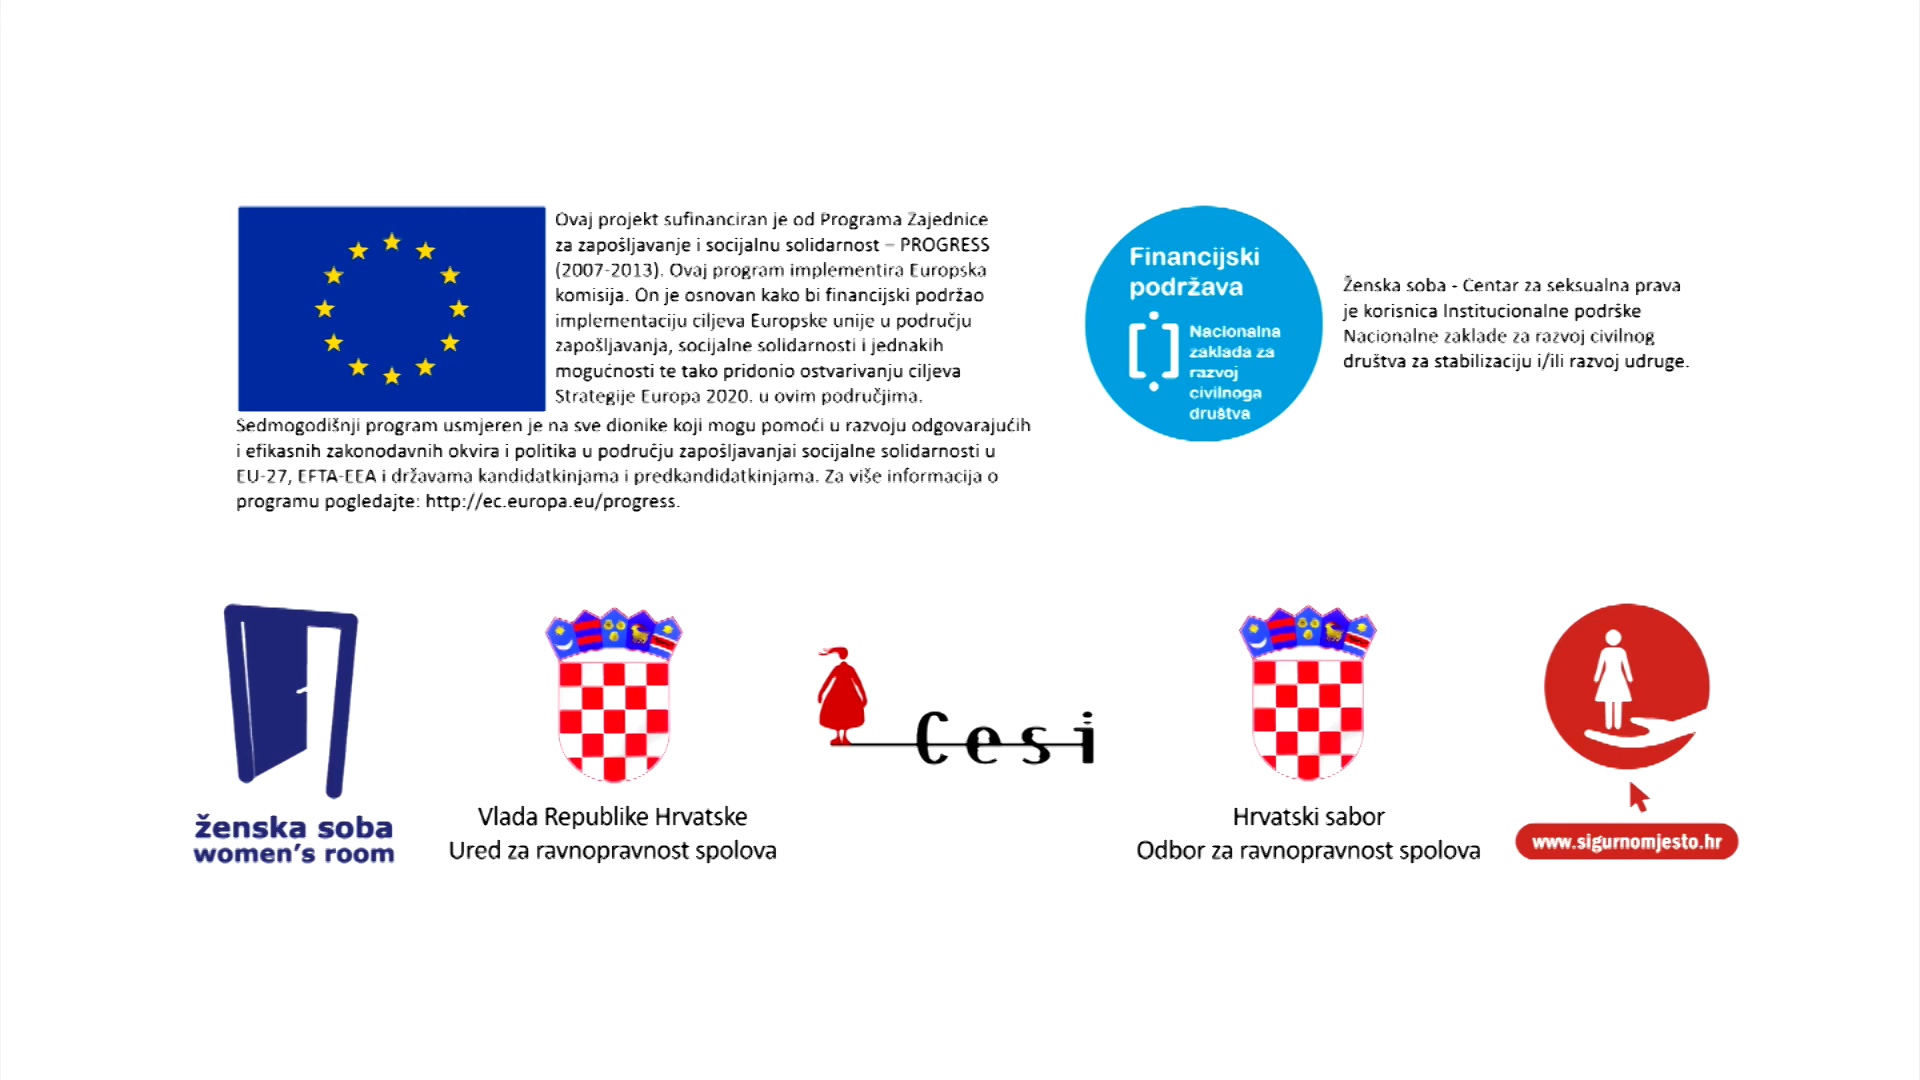 Ovaj projekt sufinanciran je od Programa Zajednice
za zapošljavanje i socijalnu solidarnost – PROGRESS
(2007-2013). Ovaj program implementira Europska
komisija. On je osnovan kako bi financijski podržao
implementaciju ciljeva Europske unije u području
zapošljavanja, socijalne solidarnosti i jednakih
mogućnosti te tako pridonio ostvarivanju ciljeva
Strategije Europa 2020. u ovim područjima.
Sedmogodišnji program usmjeren je na sve dionike koji mogu pomoći u razvoju odgovarajućih
i efikasnih zakonodavnih okvira i politika u području zapošljavanjai socijalne solidarnosti u
EU-27, EFTA-EEA i državama kandidatkinjama i predkandidatkinjama. Za više informacija o
programu pogledajte: http://ec.europa.eu/progress.
Financijski
podržava
Nacionalna
zaklada za
razvoj
civilnoga
društva
Ženska soba - Centar za seksualna prava
je korisnica Institucionalne podrške
Nacionalne zaklade za razvoj civilnog
društva za stabilizaciju i/ili razvoj udruge.
ženska soba
women's room
Vlada Republike Hrvatske
Ured za ravnopravnost spolova
Cesi
Hrvatski sabor
Odbor za ravnopravnost spolova
www.sigurnomjesto.hr